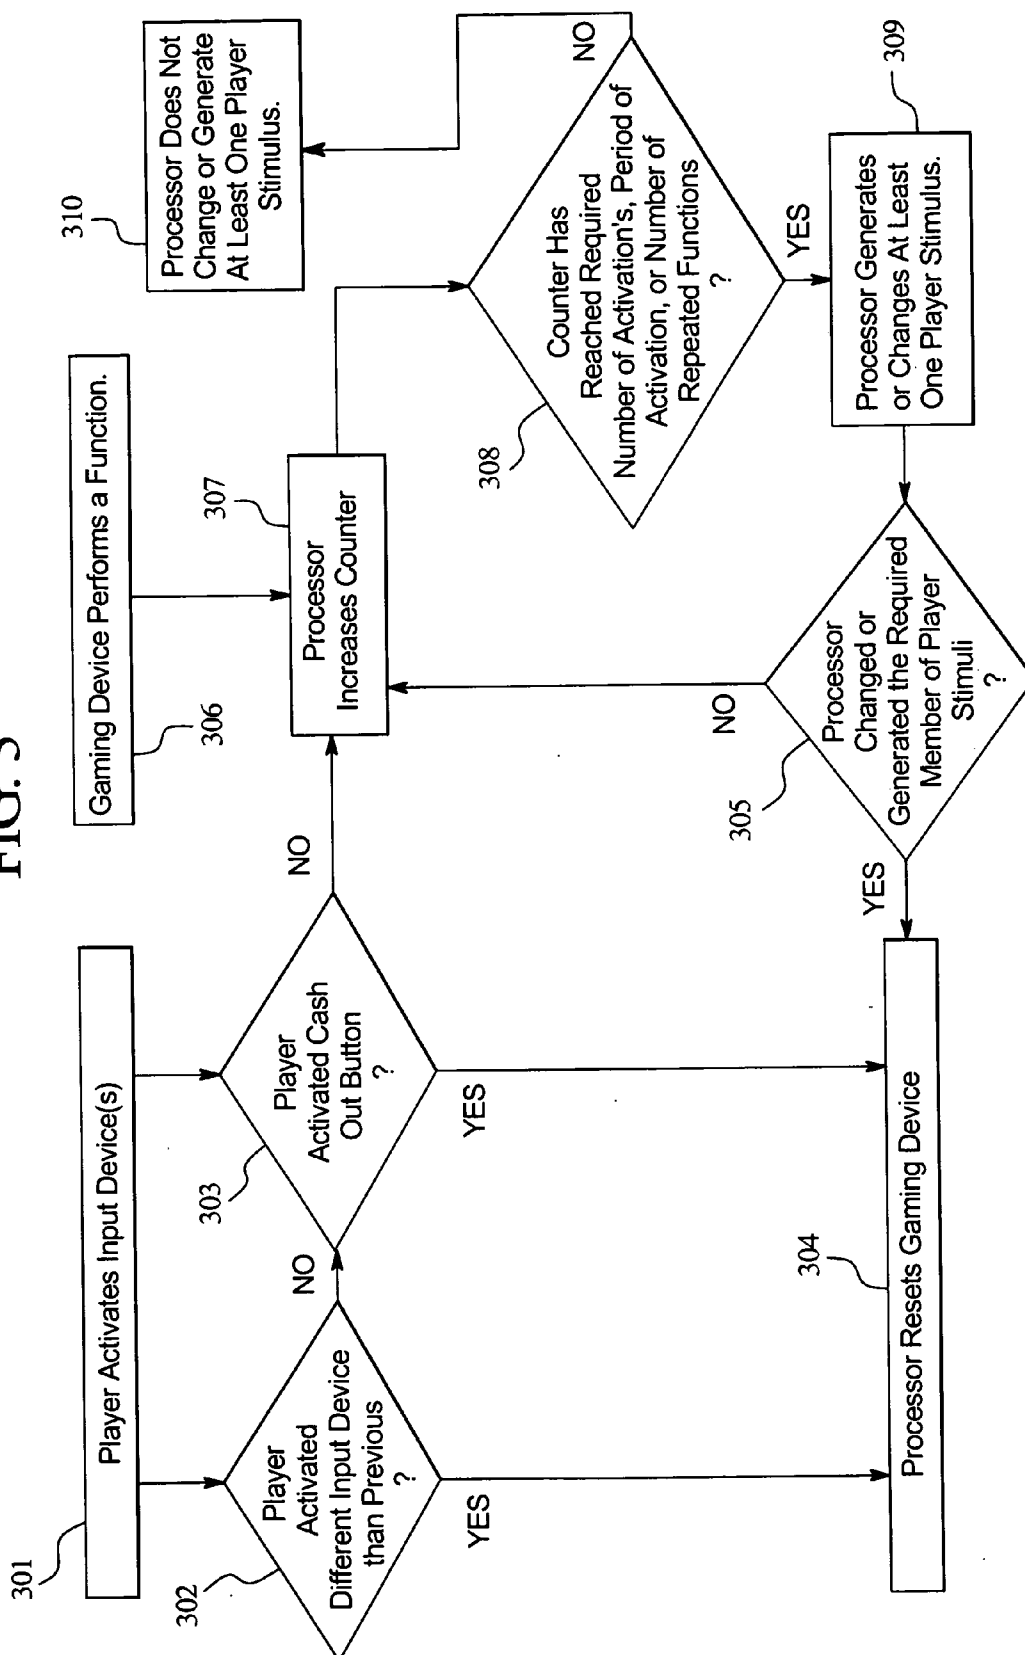 FIG. 3
301
Player Activates Input Device(s)
302
Player
Activated
Different Input Device
than Previous
?
NO
YES
303
Player
Activated Cash
Out Button
?
NO
YES
304
Processor Resets Gaming Device
306
Gaming Device Performs a Function.
307
Processor
Increases Counter
308
Counter Has
Reached Required
Number of Activation's, Period of
Activation, or Number of
Repeated Functions
?
NO
YES
310
Processor Does Not
Change or Generate
At Least One Player
Stimulus.
309
Processor Generates
or Changes At Least
One Player Stimulus.
305
Processor
Changed or
Generated the Required
Member of Player
Stimuli
?
NO
YES